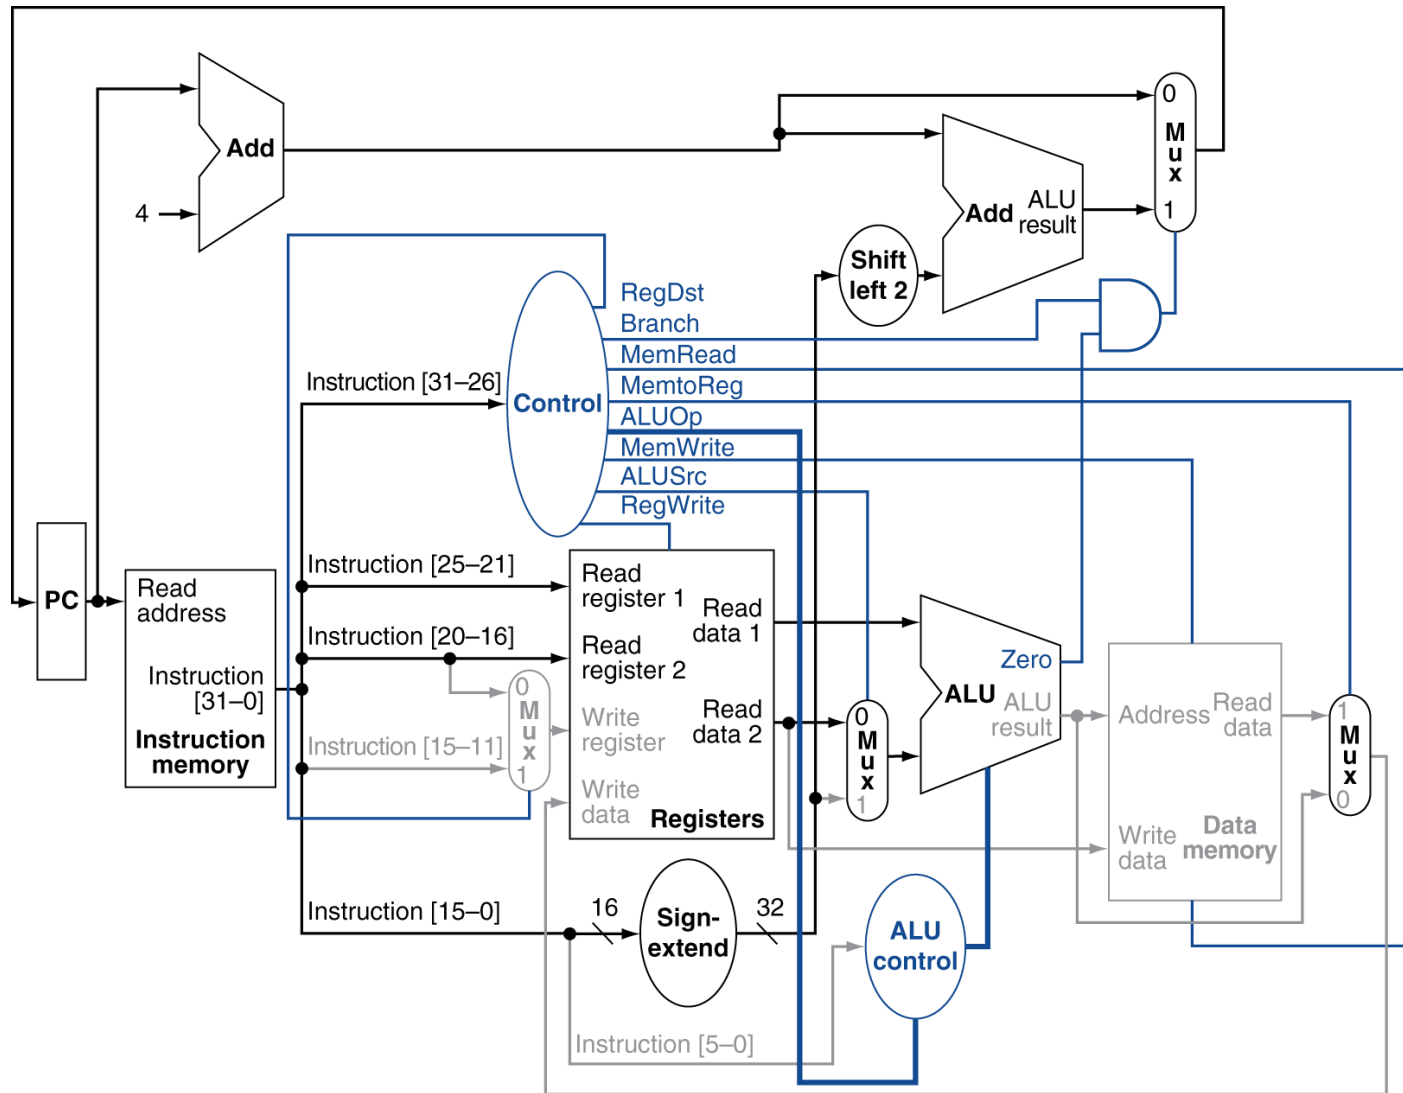 0
M
u
x
1
Add
4
Add
ALU
result
Shift
left 2
RegDst
Branch
MemRead
MemtoReg
ALUOp
MemWrite
ALUSrc
RegWrite
Instruction [31–26]
Control
PC
Read
address
Instruction
[31–0]
Instruction
memory
Instruction [25–21]
Instruction [20–16]
Instruction [15–11]
0
M
u
x
1
Read
register 1
Read
register 2
Write
register
Write
data
Read
data 1
Read
data 2
Registers
0
M
u
x
1
Zero
ALU
ALU
result
Address
Read
data
Write
data
Data
memory
1
M
u
x
0
Instruction [15–0]
16
Sign-
extend
32
ALU
control
Instruction [5–0]